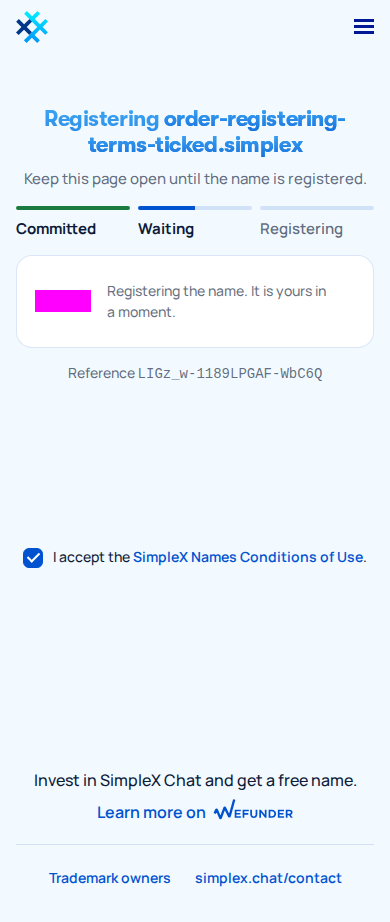 Registering order-registering-
terms-ticked.simplex
Keep this page open until the name is registered.
Committed
Waiting
Registering
Registering the name. It is yours in
a moment.
Reference LIGz_w-1189LPGAF-WbC6Q
I accept the SimpleX Names Conditions of Use.
Invest in SimpleX Chat and get a free name.
Learn more on WEFUNDER
Trademark owners
simplex.chat/contact